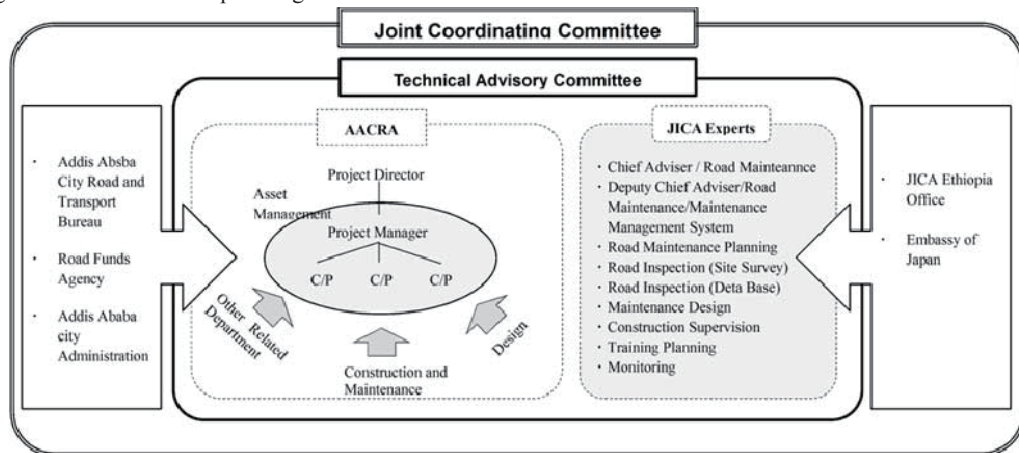 Joint Coordinating Committee
Technical Advisory Committee
· Addis Absba
City Road and
Transport
Bureau
· Road Funds
Agency
· Addis Ababa
city
Administration
AACRA
Project Director
Asset
Management
Project Manager
C/P C/P C/P
Other Related
Department
Construction and
Maintenance
Design
JICA Experts
· Chief Adviser / Road Maintearnce
· Deputy Chief Adviser/Road
Maintenance/Maintenance
Management System
· Road Maintenance Planning
· Road Inspection (Site Survey)
· Road Inspection (Deta Base)
· Maintenance Design
· Construction Supervision
· Training Planning
· Monitoring
· JICA Ethiopia
Office
· Embassy of
Japan